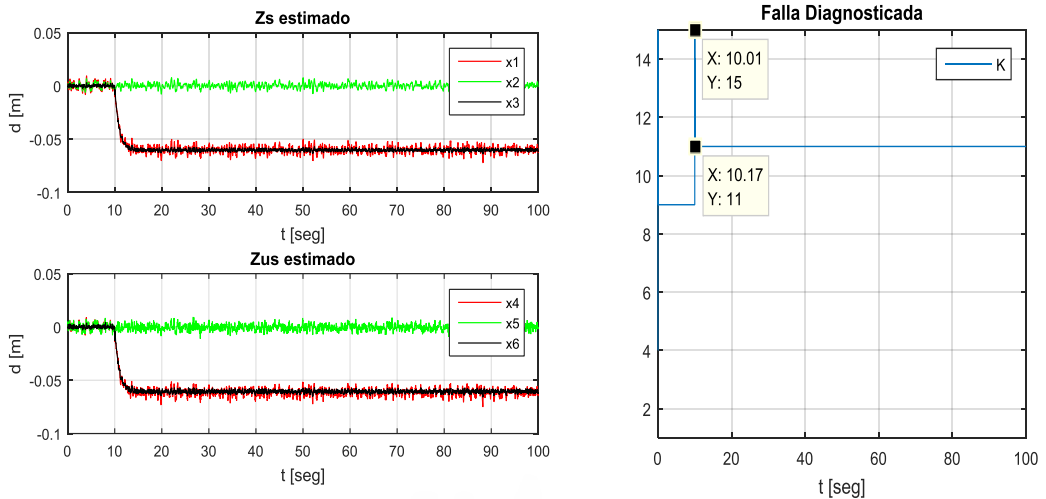 Zs estimado
0.05
0
-0.05
-0.1
d [m]
x1
x2
x3
0 10 20 30 40 50 60 70 80 90 100
t [seg]
Zus estimado
0.05
0
-0.05
-0.1
d [m]
x4
x5
x6
0 10 20 30 40 50 60 70 80 90 100
t [seg]
Falla Diagnosticada
14
12
10
8
6
4
2
K
X: 10.01
Y: 15
X: 10.17
Y: 11
0 20 40 60 80 100
t [seg]